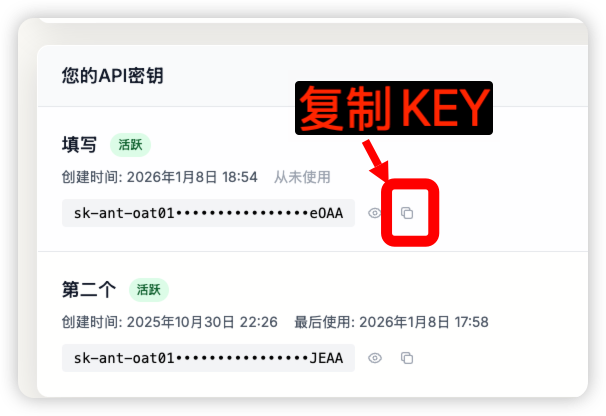 您的API密钥
复制 KEY
填写 活跃
创建时间: 2026年1月8日 18:54 从未使用
sk-ant-oat01••••••••••••••••eOAA
第二个 活跃
创建时间: 2025年10月30日 22:26 最后使用: 2026年1月8日 17:58
sk-ant-oat01••••••••••••••••JEAA